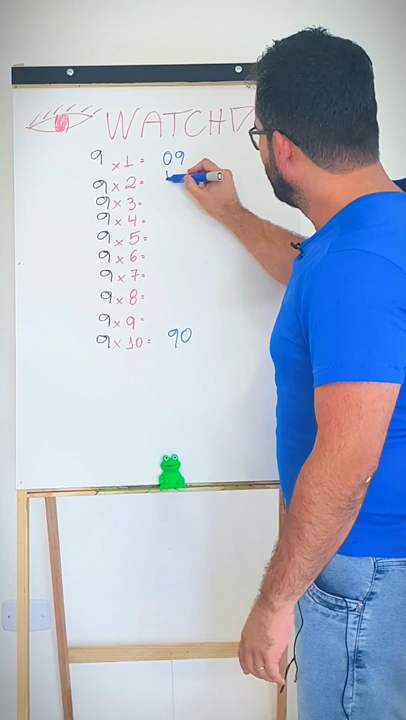 WATCH
9 x 1 = 09
9 x 2 =
9 x 3 =
9 x 4 =
9 x 5 =
9 x 6 =
9 x 7 =
9 x 8 =
9 x 9 =
9 x 10 = 90